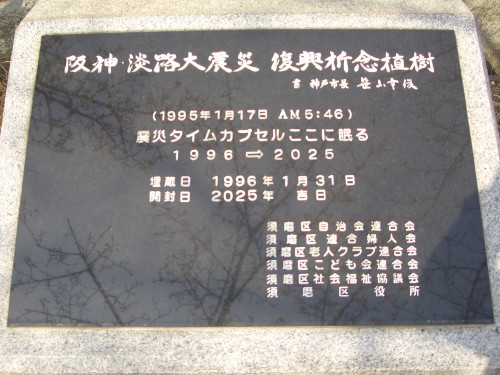 阪神・淡路大震災 復興祈念植樹
書 神戸市長 笹山幸俊
(1995年1月17日 AM5:46)
震災タイムカプセルここに眠る
1996⇨2025
埋蔵日 1996年1月31日
開封日 2025年 吉日
須磨区自治会連合会
須磨区連合婦人会
須磨区老人クラブ連合会
須磨区こども会連合会
須磨区社会福祉協議会
須磨区役所